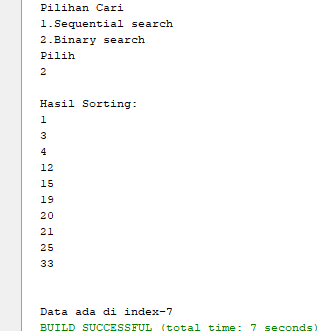 Pilihan Cari
1.Sequential search
2.Binary search
Pilih
2
Hasil Sorting:
1
3
4
12
15
19
20
21
25
33
Data ada di index-7
BUILD SUCCESSFUL (total time: 7 seconds)